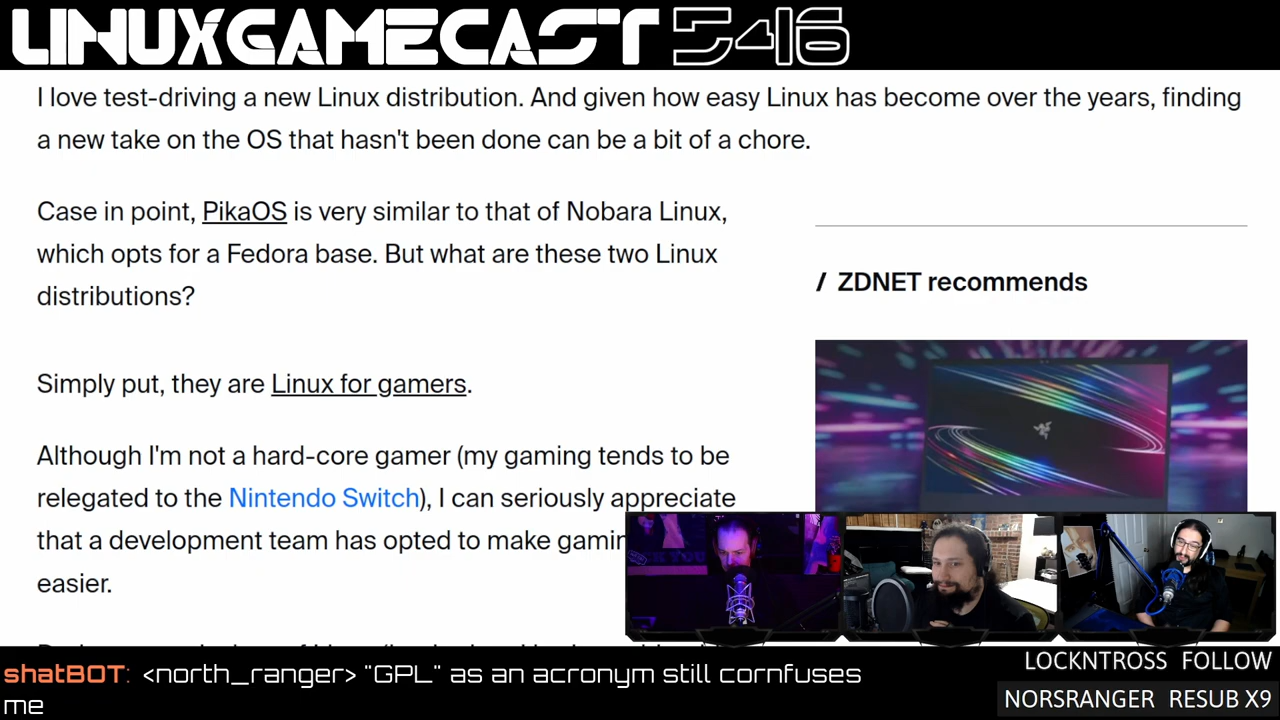 LINUXGAMECAST 546
I love test-driving a new Linux distribution. And given how easy Linux has become over the years, finding
a new take on the OS that hasn't been done can be a bit of a chore.
Case in point, PikaOS is very similar to that of Nobara Linux,
which opts for a Fedora base. But what are these two Linux
distributions?
/ ZDNET recommends
Simply put, they are Linux for gamers.
Although I'm not a hard-core gamer (my gaming tends to be
relegated to the Nintendo Switch), I can seriously appreciate
that a development team has opted to make
easier.
shatBOT: <north_ranger> "GPL" as an acronym still cornfuses
me
LOCKNTROSS FOLLOW
NORSRANGER RESUB X9